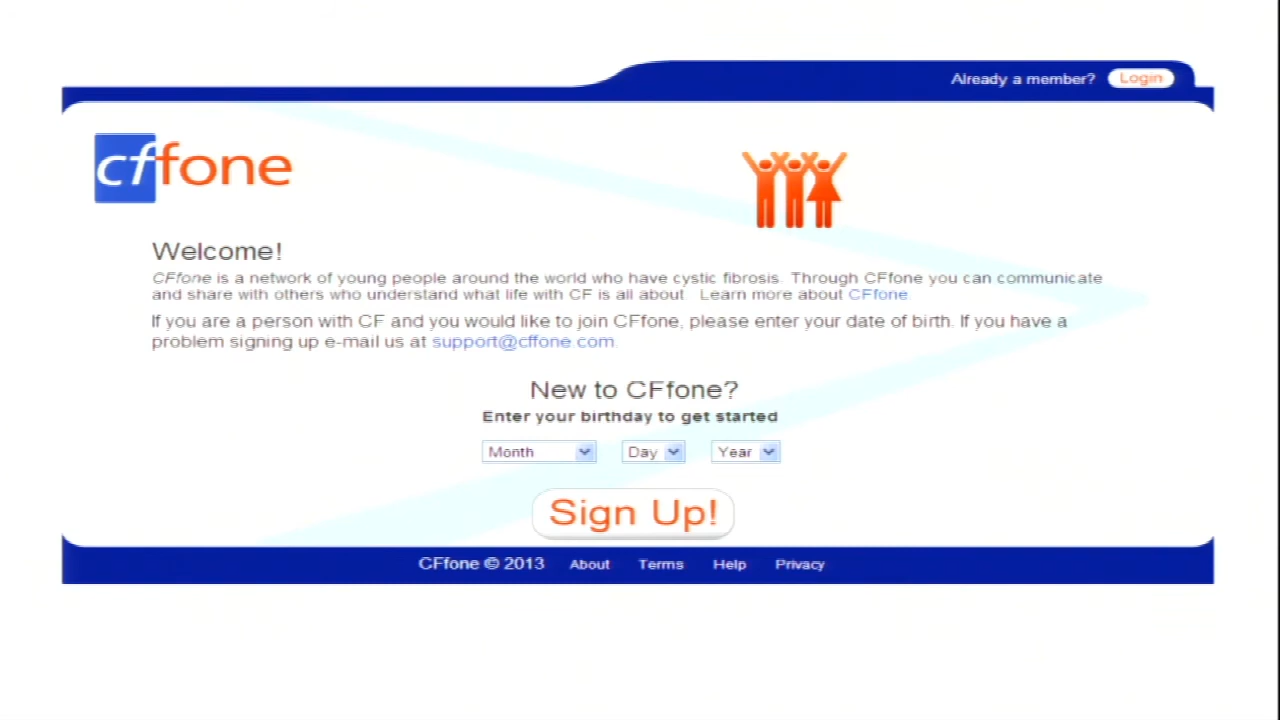 Already a member? Login
cffone
Welcome!
CFfone is a network of young people around the world who have cystic fibrosis. Through CFfone you can communicate
and share with others who understand what life with CF is all about. Learn more about CFfone.
If you are a person with CF and you would like to join CFfone, please enter your date of birth. If you have a
problem signing up e-mail us at support@cffone.com.
New to CFfone?
Enter your birthday to get started
Month Day Year
Sign Up!
CFfone © 2013 About Terms Help Privacy